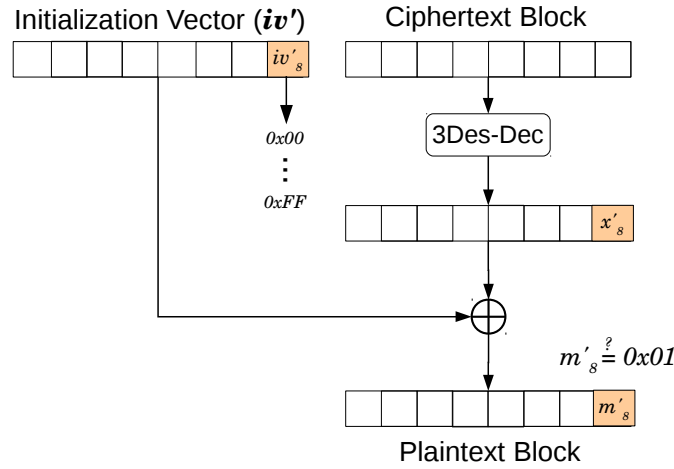 Initialization Vector (iv')
Ciphertext Block
iv'₈
0x00
⋮
0xFF
3Des-Dec
x'₈
m'₈ ≟ 0x01
m'₈
Plaintext Block